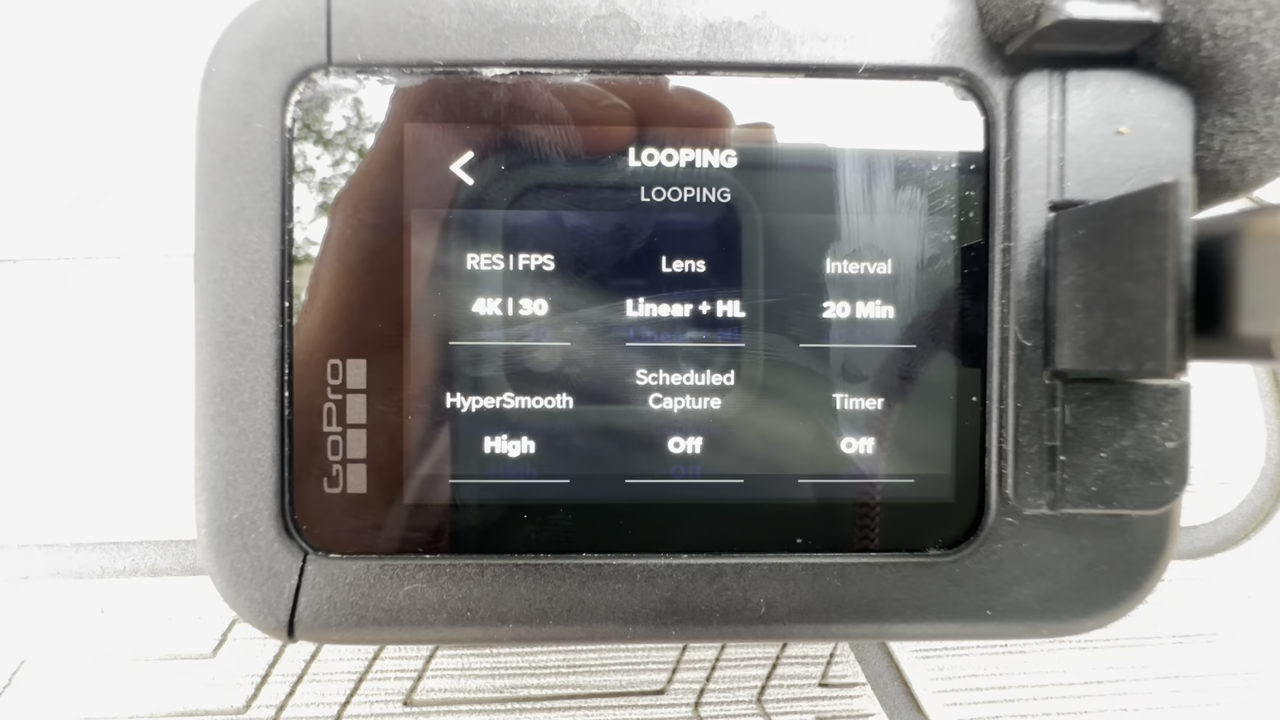 LOOPING
LOOPING
RES | FPS
Lens
Interval
4K | 30
Linear + HL
20 Min
HyperSmooth
Scheduled
Capture
Timer
High
Off
Off
GoPro